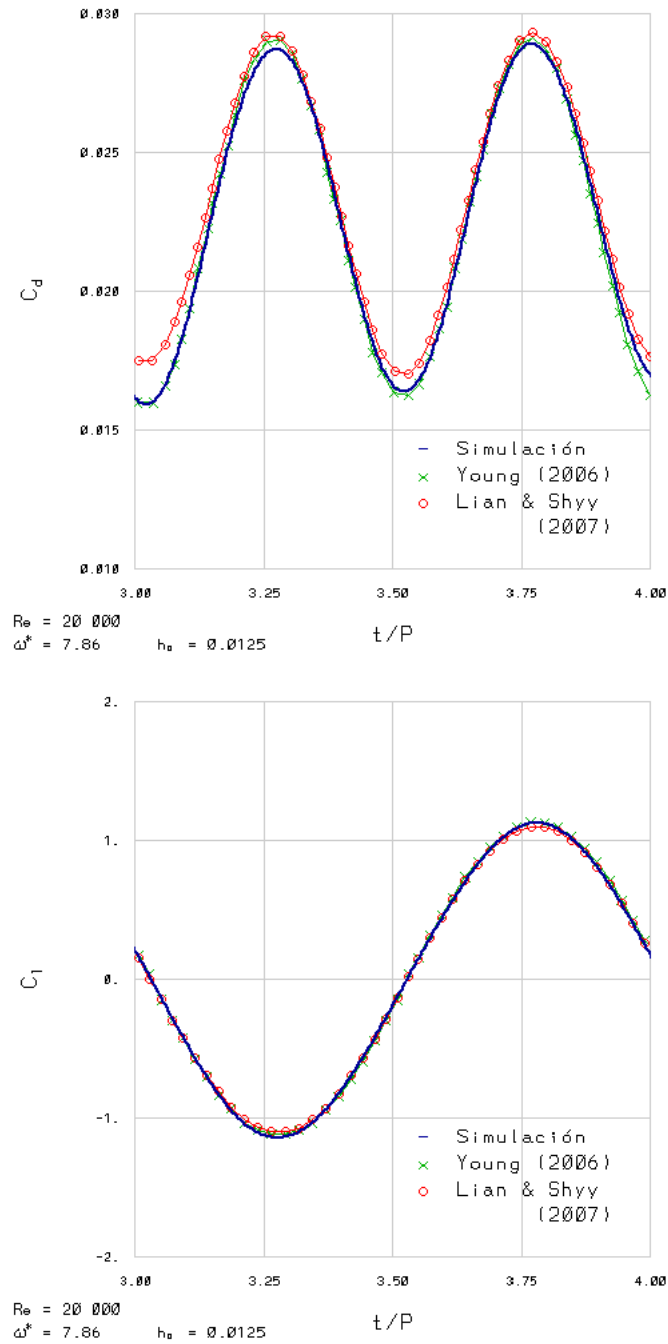 0.030
0.025
0.020
0.015
0.010
C_d
3.00 3.25 3.50 3.75 4.00
t/P
Simulación
Young (2006)
Lian & Shyy
(2007)
Re = 20 000
ω* = 7.86 h₀ = 0.0125
2.
1.
0.
-1.
-2.
C_l
3.00 3.25 3.50 3.75 4.00
t/P
Simulación
Young (2006)
Lian & Shyy
(2007)
Re = 20 000
ω* = 7.86 h₀ = 0.0125